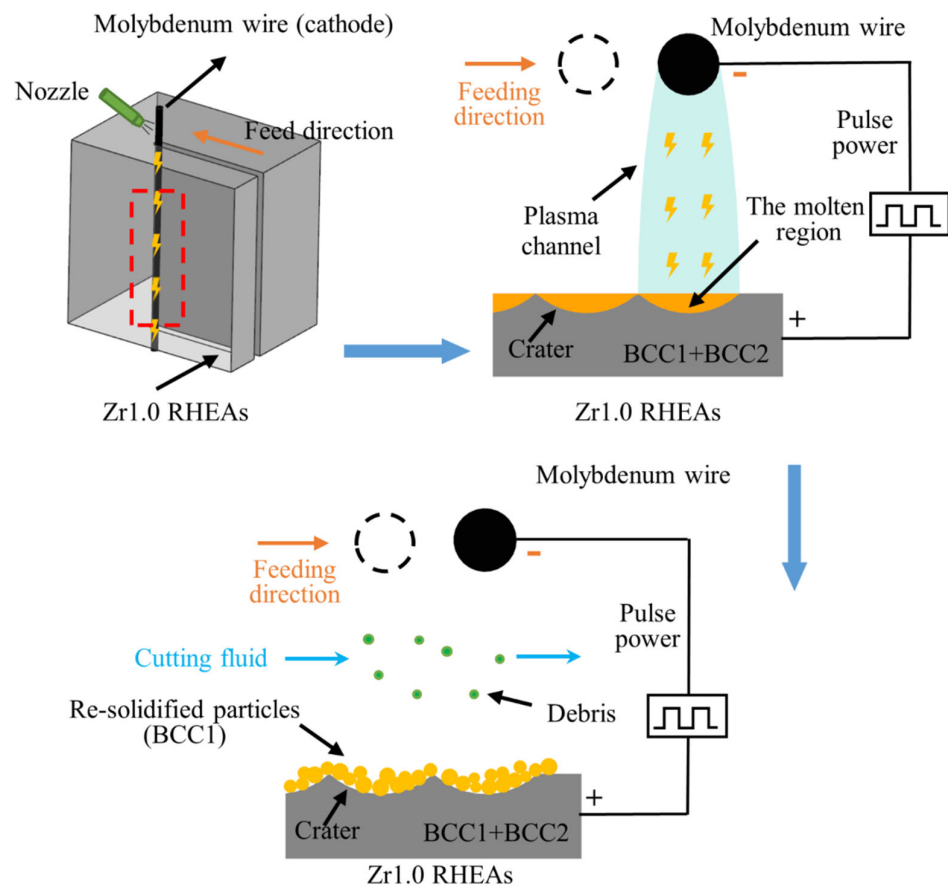 Molybdenum wire (cathode)
Nozzle
Feed direction
Zr1.0 RHEAs
Molybdenum wire
-
Feeding
direction
Pulse
power
Plasma
channel
The molten
region
+
Crater
BCC1+BCC2
Zr1.0 RHEAs
Molybdenum wire
-
Feeding
direction
Pulse
power
Cutting fluid
Re-solidified particles
(BCC1)
Debris
+
Crater
BCC1+BCC2
Zr1.0 RHEAs